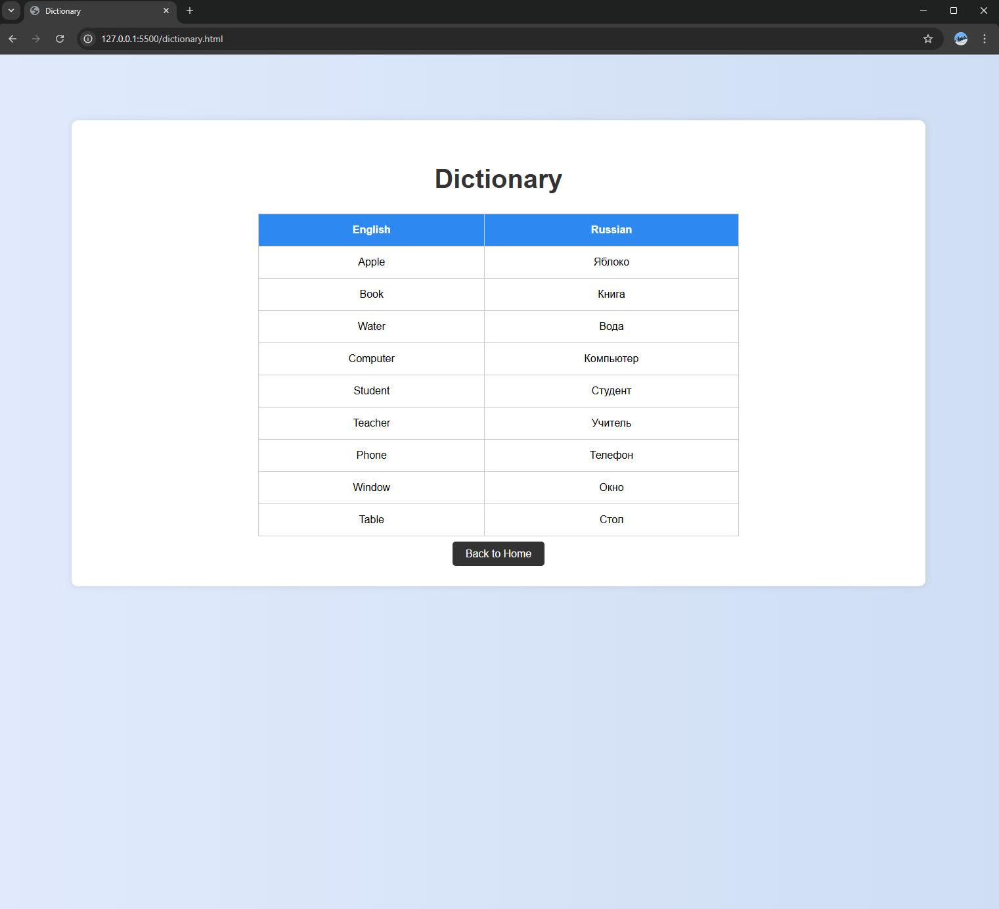 Dictionary
127.0.0.1:5500/dictionary.html
Dictionary
English Russian
Apple Яблоко
Book Книга
Water Вода
Computer Компьютер
Student Студент
Teacher Учитель
Phone Телефон
Window Окно
Table Стол
Back to Home